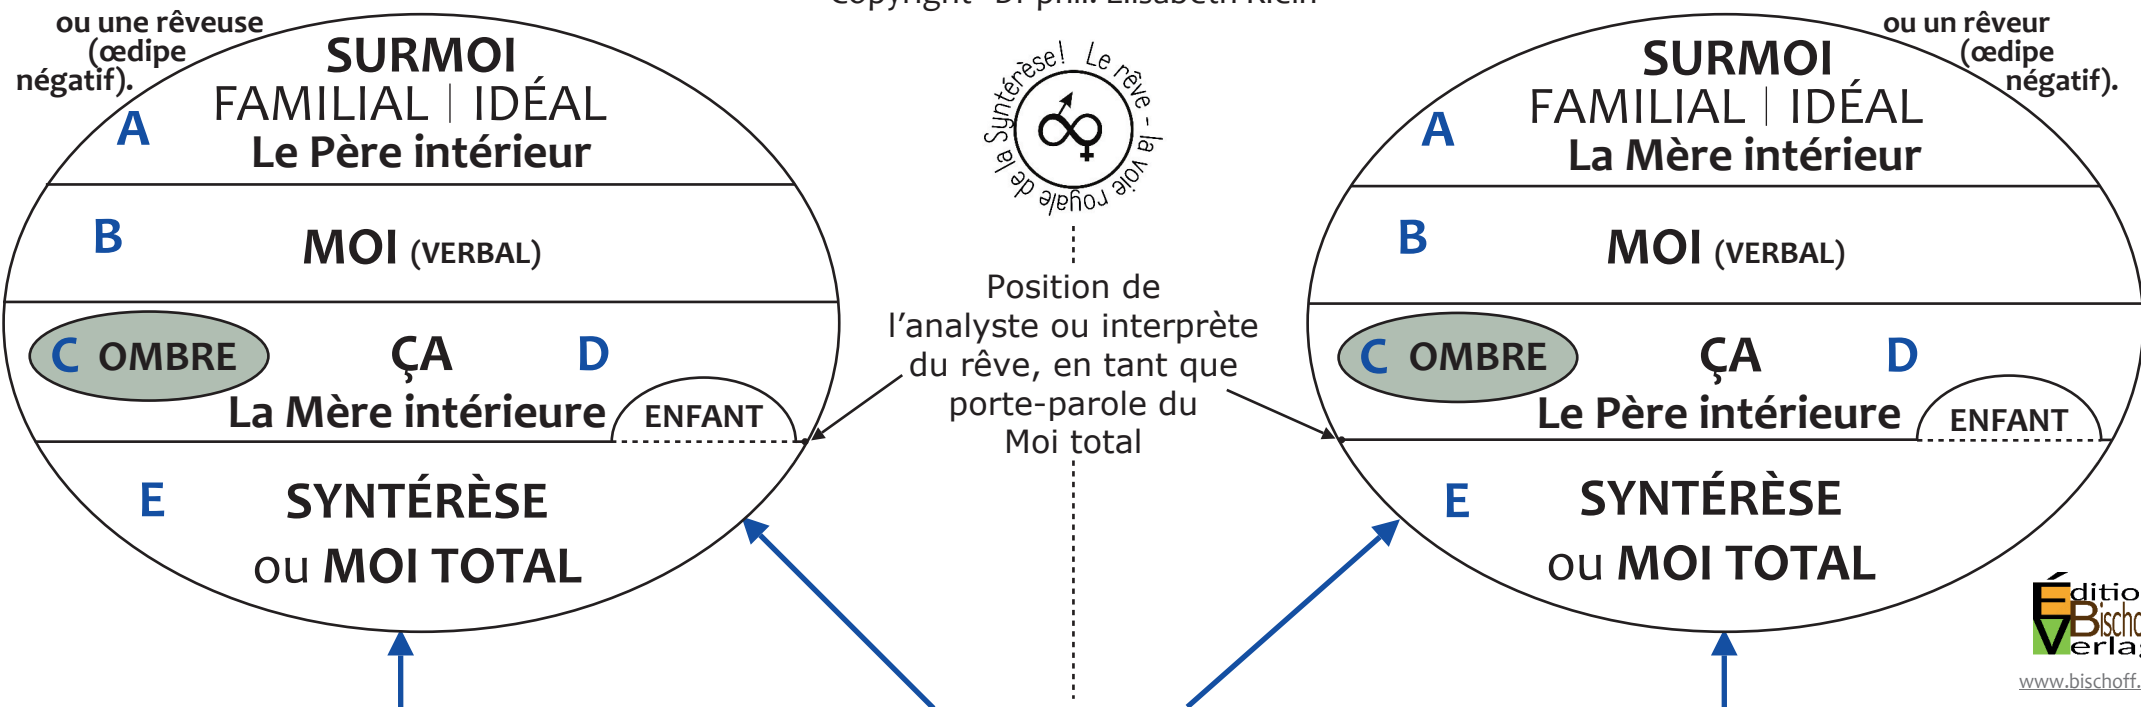 ou une rêveuse
(œdipe
négatif).
SURMOI
FAMILIAL | IDÉAL
Le Père intérieur
A
B
MOI (VERBAL)
C OMBRE
ÇA
D
La Mère intérieure
ENFANT
E
SYNTÉRÈSE
ou MOI TOTAL
Le rêve - la voie royale de la Syntérèse!
Position de
l'analyste ou interprète
du rêve, en tant que
porte-parole du
Moi total
ou un rêveur
(œdipe
négatif).
SURMOI
FAMILIAL | IDÉAL
La Mère intérieur
A
B
MOI (VERBAL)
C OMBRE
ÇA
D
Le Père intérieure
ENFANT
E
SYNTÉRÈSE
ou MOI TOTAL
www.bischoff.